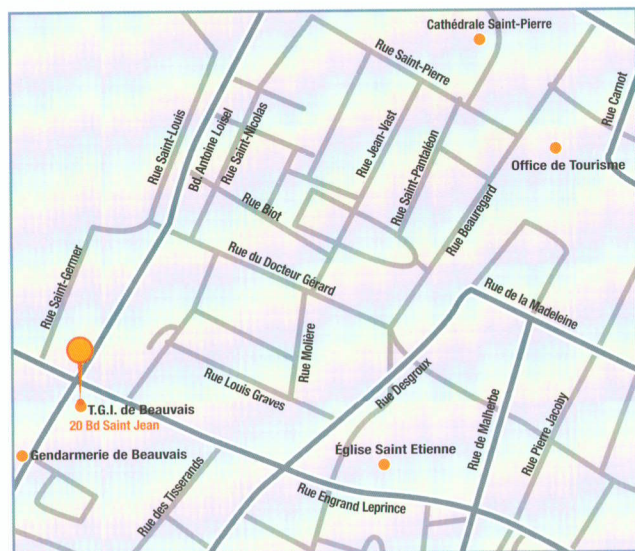 Cathédrale Saint-Pierre
Rue Saint-Pierre
Rue Carnot
Rue Saint-Louis
Bd. Antoine Loisel
Rue Saint-Nicolas
Rue Jean-Vast
Rue Saint-Pantaléon
Office de Tourisme
Rue Biot
Rue Beauregard
Rue du Docteur Gérard
Rue Saint-Germer
Rue de la Madeleine
Rue Molière
Rue Louis Graves
Rue Desgroux
T.G.I. de Beauvais
20 Bd Saint Jean
Rue de Malherbe
Rue Pierre Jacoby
Gendarmerie de Beauvais
Église Saint Etienne
Rue des Tisserands
Rue Engrand Leprince